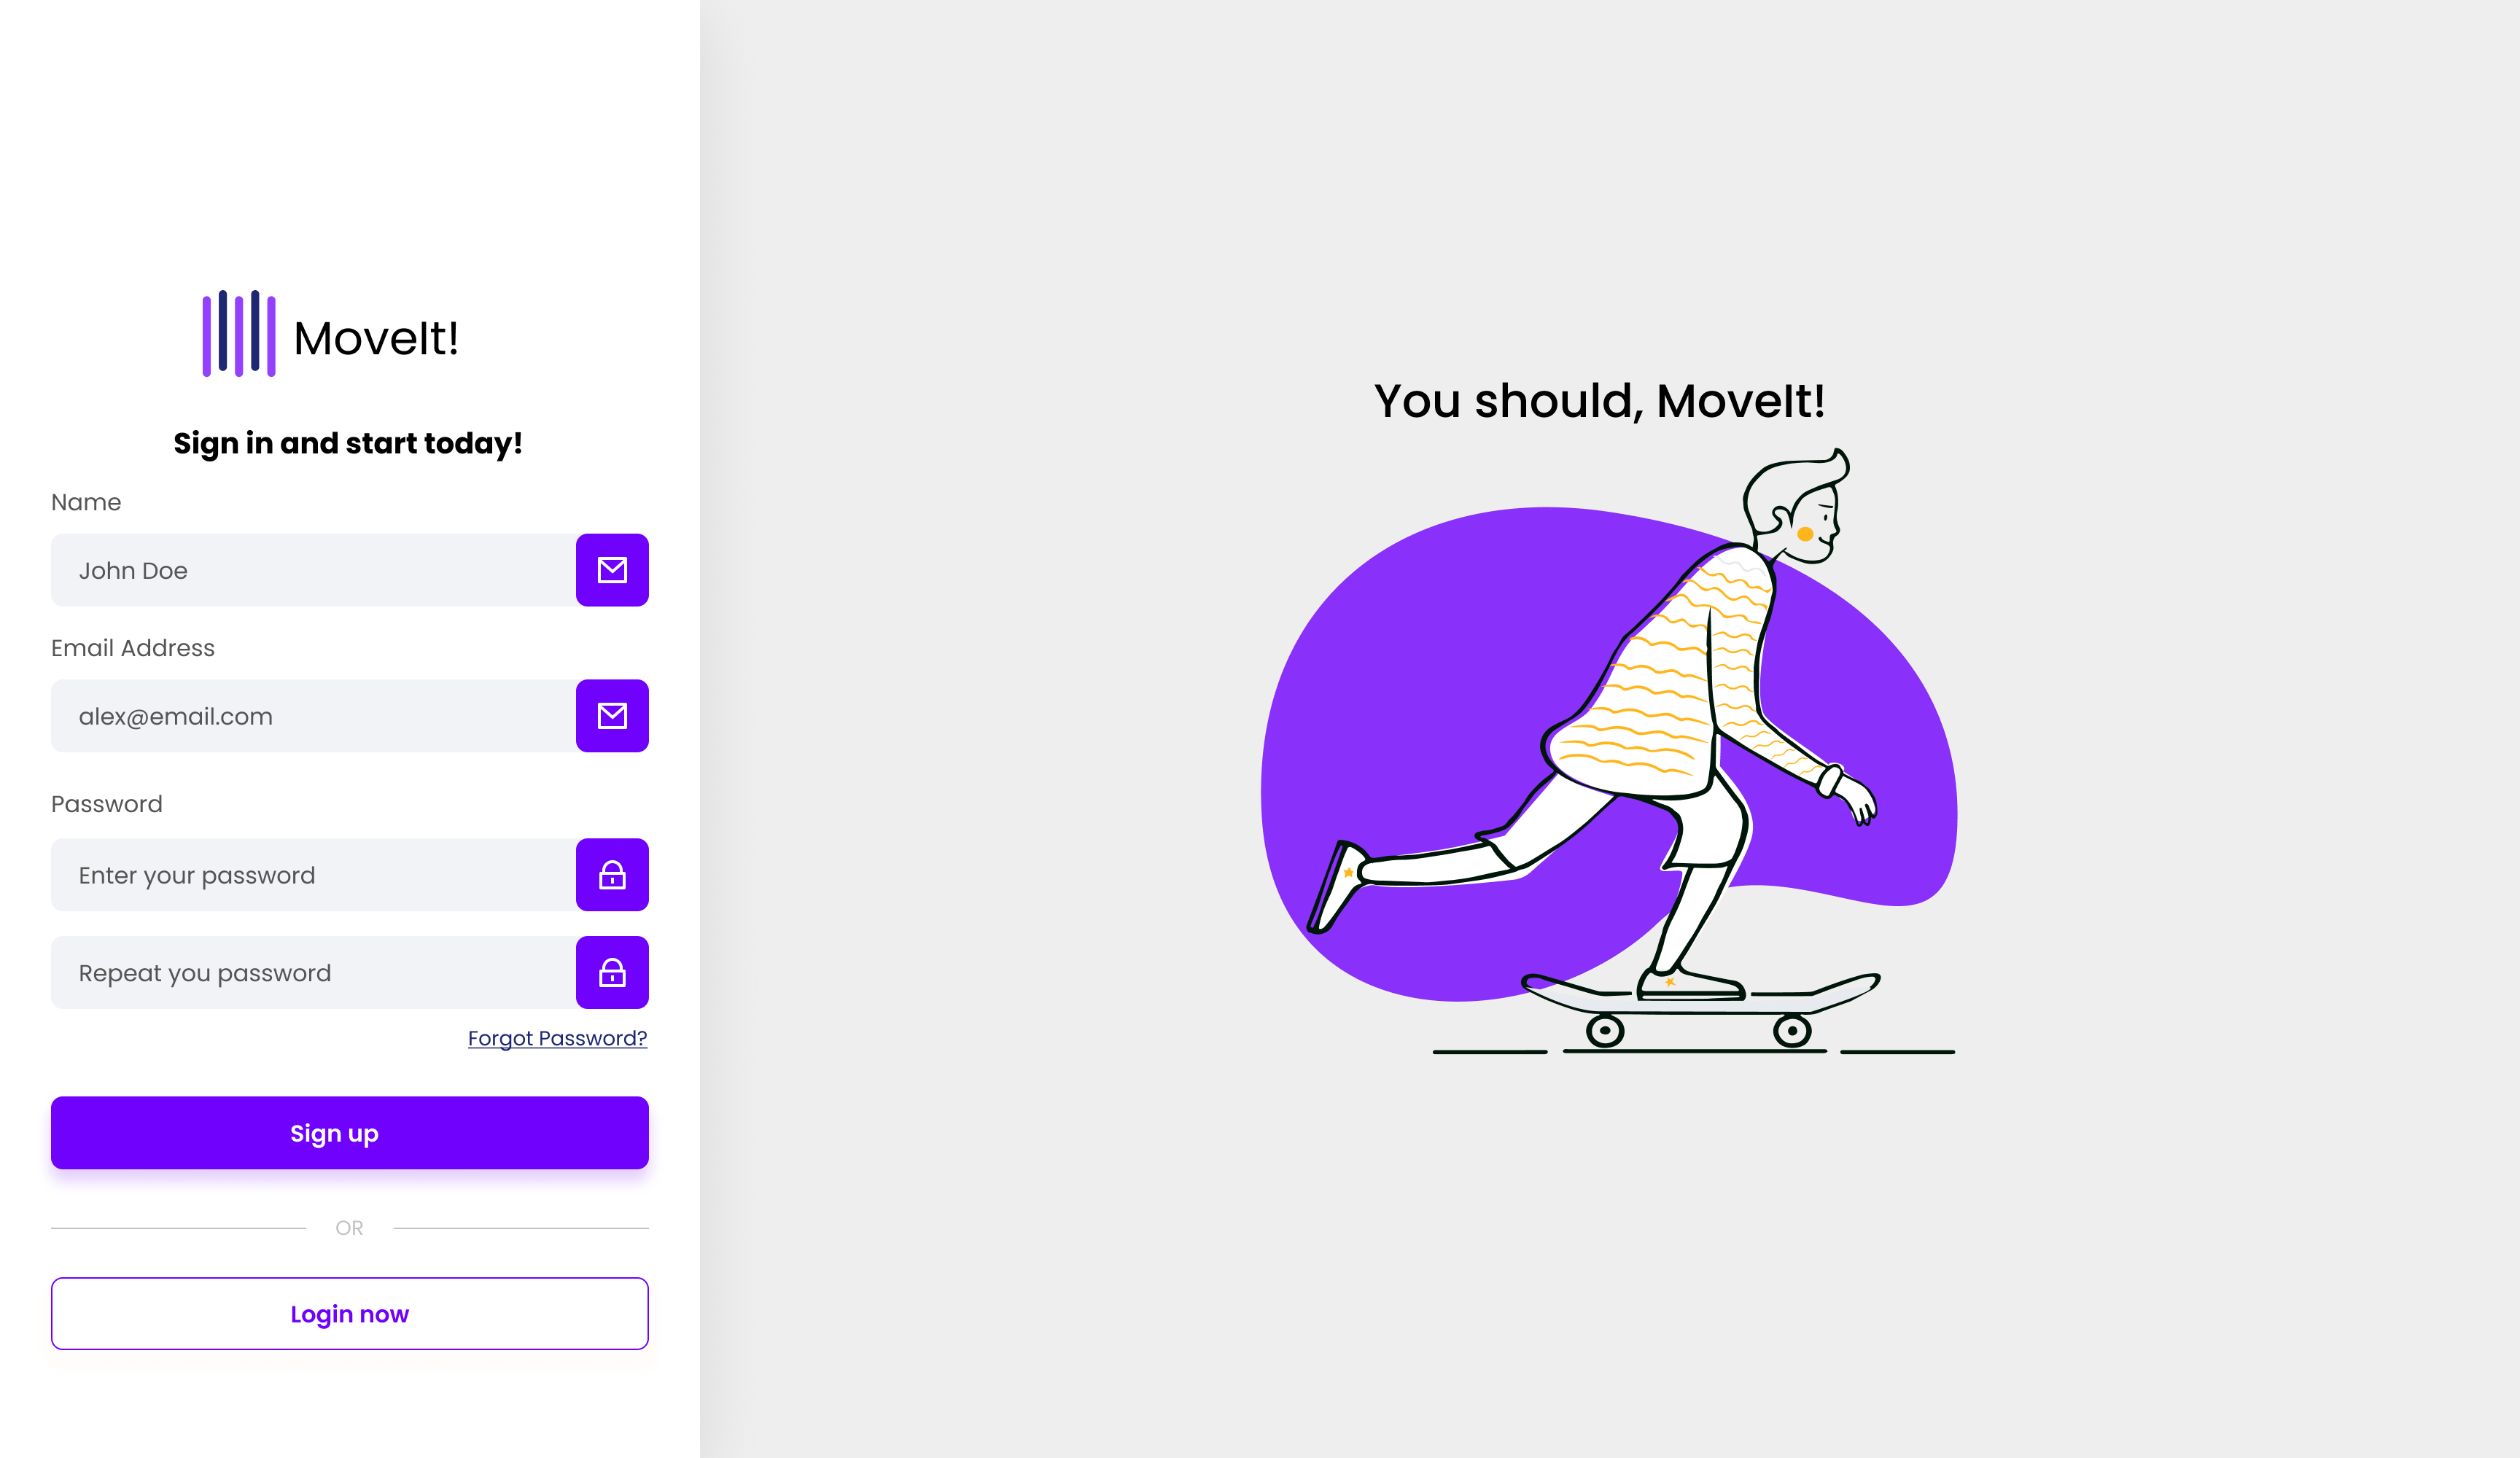 MoveIt!
Sign in and start today!
Name
John Doe
Email Address
alex@email.com
Password
Enter your password
Repeat you password
Forgot Password?
Sign up
OR
Login now
You should, MoveIt!